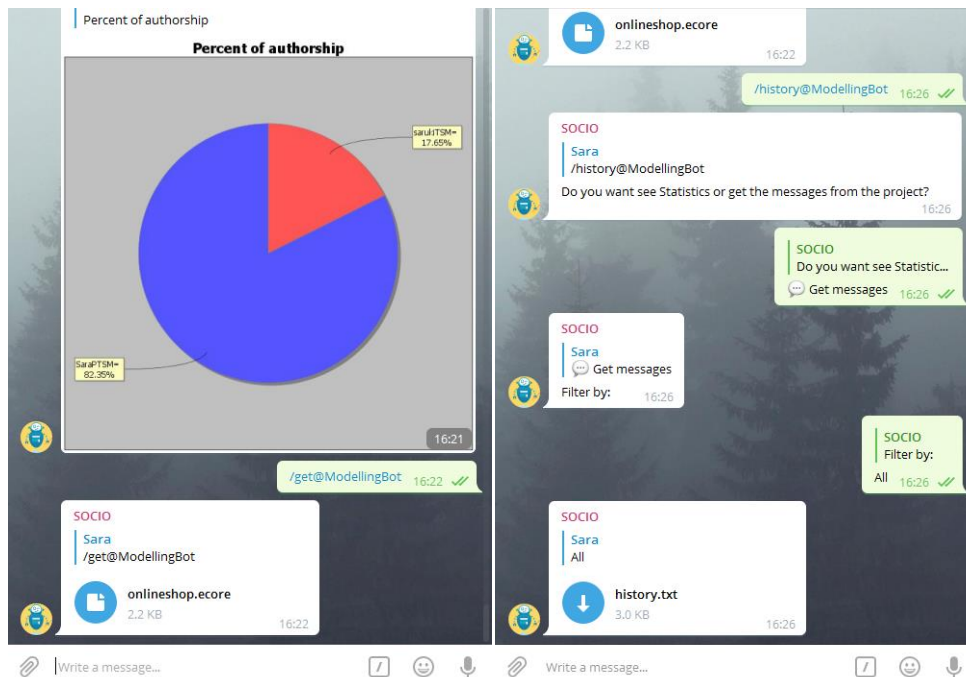 Percent of authorship
Percent of authorship
sarukiTSM=
17.65%
SaraPTSM=
82.35%
16:21
/get@ModellingBot 16:22
SOCIO
Sara
/get@ModellingBot
onlineshop.ecore
2.2 KB
16:22
Write a message...
onlineshop.ecore
2.2 KB
16:22
/history@ModellingBot 16:26
SOCIO
Sara
/history@ModellingBot
Do you want see Statistics or get the messages from the project?
16:26
SOCIO
Do you want see Statistic...
Get messages 16:26
SOCIO
Sara
Get messages
Filter by: 16:26
SOCIO
Filter by:
All 16:26
SOCIO
Sara
All
history.txt
3.0 KB
16:26
Write a message...